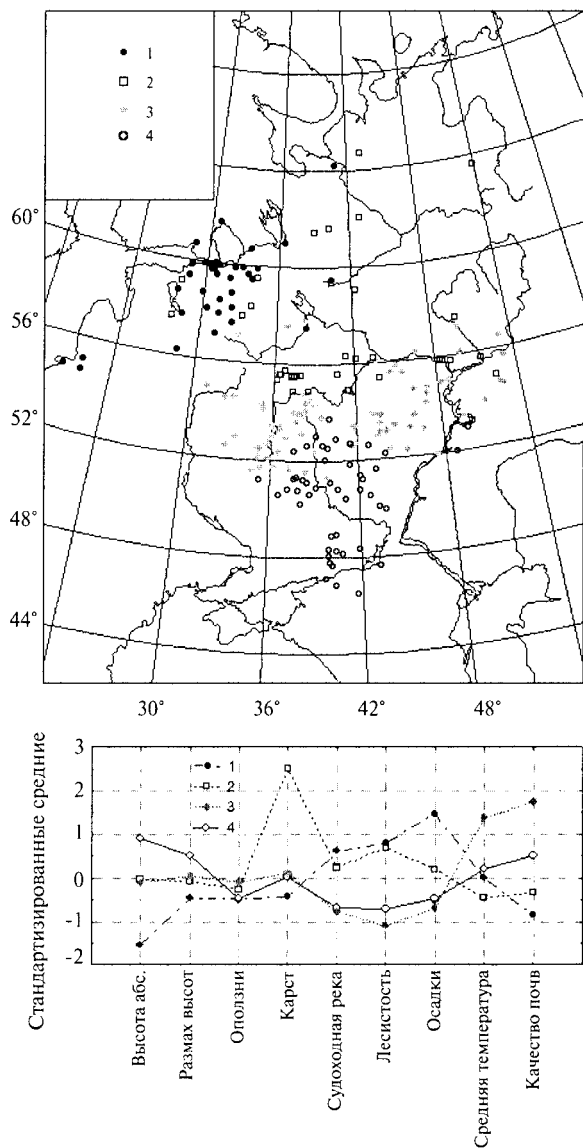 1
2
3
4
60°
56°
52°
48°
44°
30° 36° 42° 48°
Стандартизированные средние
3
2
1
0
-1
-2
1
2
3
4
Высота абс.
Размах высот
Оползни
Карст
Судоходная река
Лесистость
Осадки
Средняя температура
Качество почв